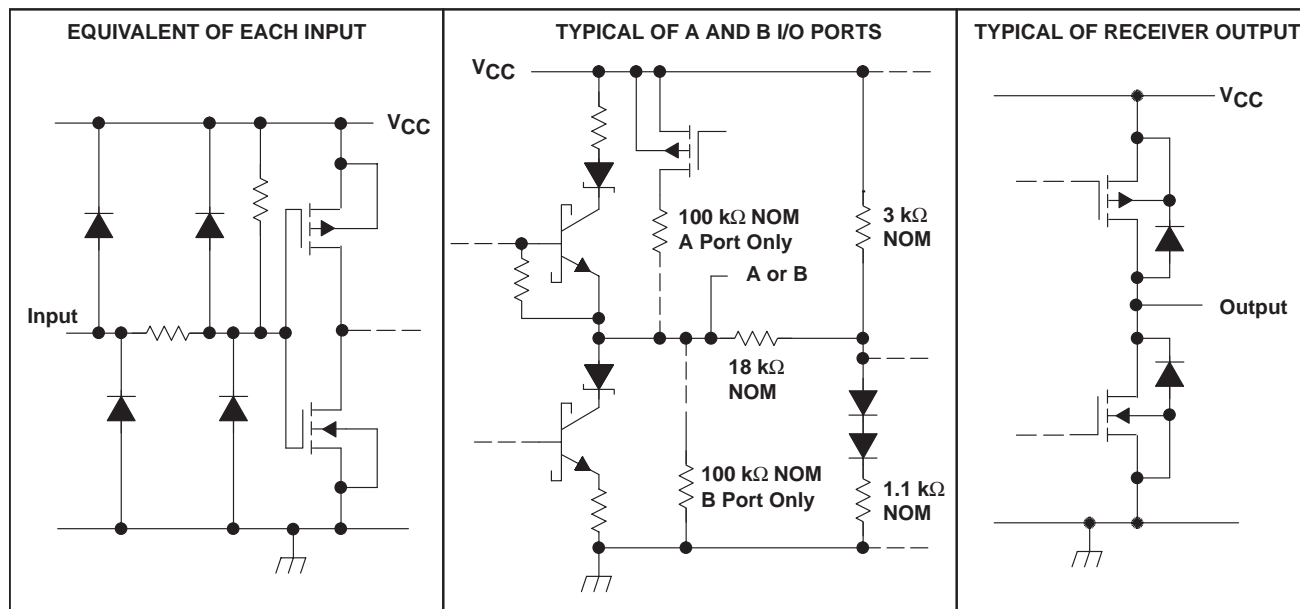 EQUIVALENT OF EACH INPUT
VCC
Input
TYPICAL OF A AND B I/O PORTS
VCC
100 kΩ NOM
A Port Only
3 kΩ
NOM
A or B
18 kΩ
NOM
100 kΩ NOM
B Port Only
1.1 kΩ
NOM
TYPICAL OF RECEIVER OUTPUT
VCC
Output